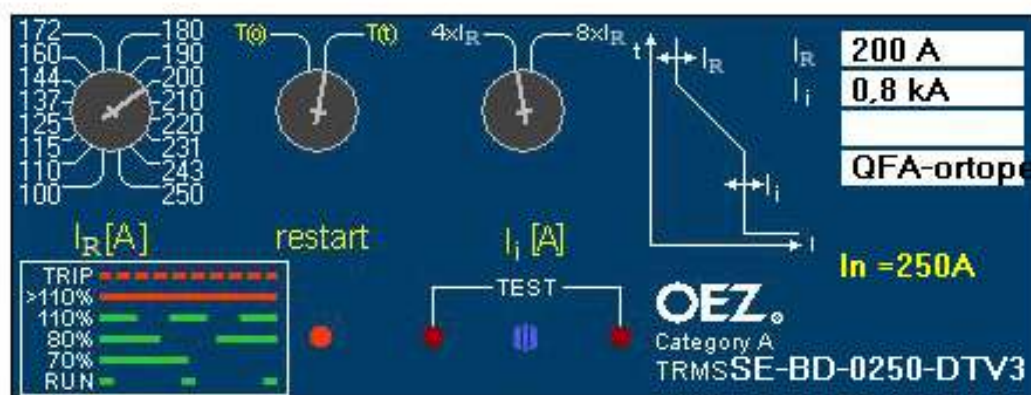 172 180
160 190
144 200
137 210
125 220
115 231
110 243
100 250
IR[A]
T(o) T(t)
restart
4xIR 8xIR
Ii [A]
t IR
Ii
I
IR 200 A
Ii 0,8 kA
QFA-ortope
In =250A
TRIP
>110%
110%
80%
70%
RUN
TEST
OEZ
Category A
TRMS SE-BD-0250-DTV3